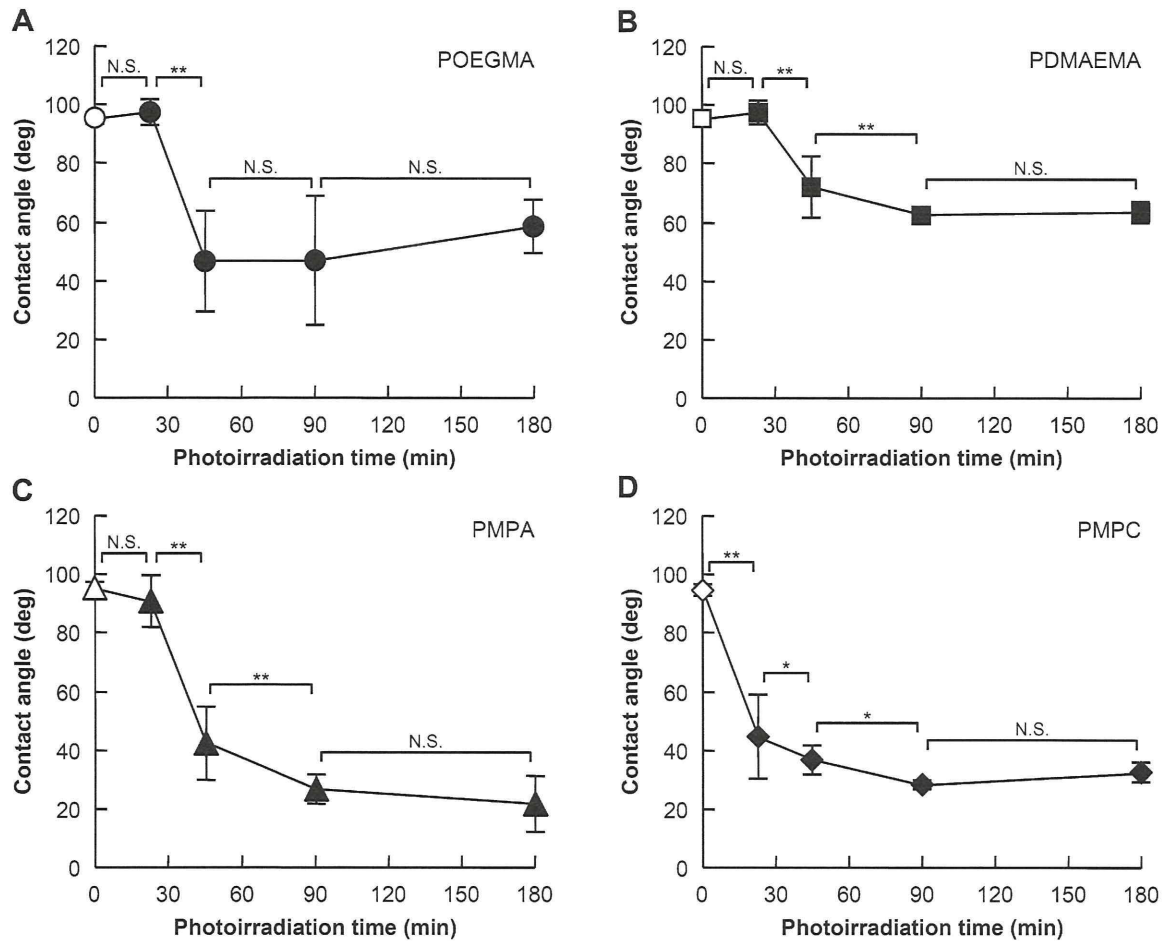 A
POEGMA
120
100
80
60
40
20
0
N.S.
**
N.S.
N.S.
Contact angle (deg)
0 30 60 90 120 150 180
Photoirradiation time (min)
B
PDMAEMA
120
100
80
60
40
20
0
N.S.
**
**
N.S.
Contact angle (deg)
0 30 60 90 120 150 180
Photoirradiation time (min)
C
PMPA
120
100
80
60
40
20
0
N.S.
**
**
N.S.
Contact angle (deg)
0 30 60 90 120 150 180
Photoirradiation time (min)
D
PMPC
120
100
80
60
40
20
0
**
*
*
N.S.
Contact angle (deg)
0 30 60 90 120 150 180
Photoirradiation time (min)